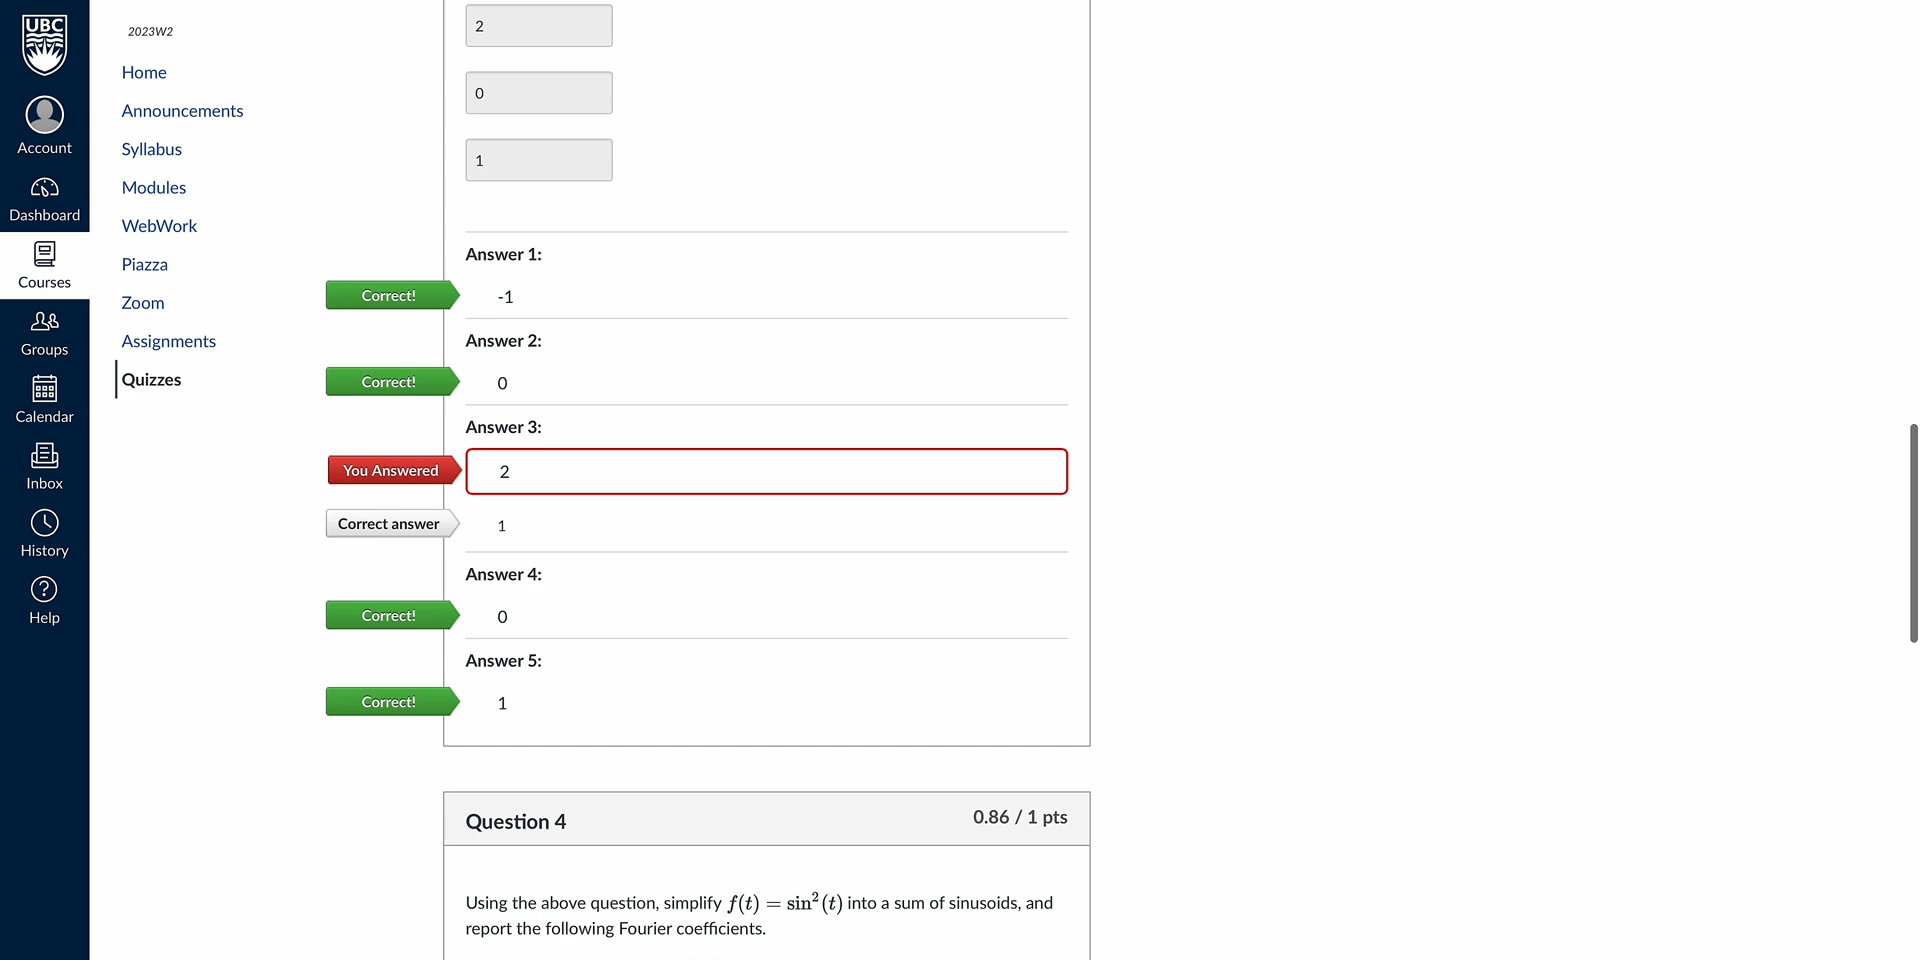 UBC
Account
Dashboard
Courses
Groups
Calendar
Inbox
History
Help
2023W2
Home
Announcements
Syllabus
Modules
WebWork
Piazza
Zoom
Assignments
Quizzes
2
0
1
Answer 1:
Correct! -1
Answer 2:
Correct! 0
Answer 3:
You Answered 2
Correct answer 1
Answer 4:
Correct! 0
Answer 5:
Correct! 1
Question 4 0.86 / 1 pts
Using the above question, simplify f(t) = sin²(t) into a sum of sinusoids, and
report the following Fourier coefficients.